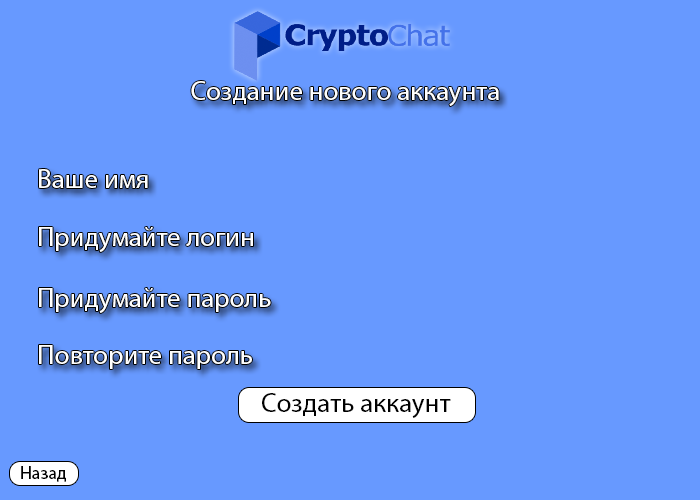 CryptoChat
Создание нового аккаунта
Ваше имя
Придумайте логин
Придумайте пароль
Повторите пароль
Создать аккаунт
Назад